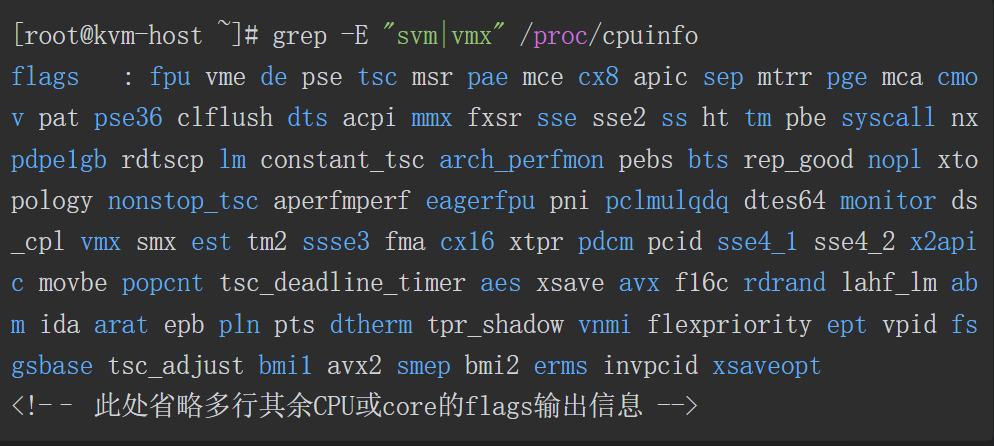 [root@kvm-host ~]# grep -E "svm|vmx" /proc/cpuinfo
flags   : fpu vme de pse tsc msr pae mce cx8 apic sep mtrr pge mca cmo
v pat pse36 clflush dts acpi mmx fxsr sse sse2 ss ht tm pbe syscall nx
pdpe1gb rdtscp lm constant_tsc arch_perfmon pebs bts rep_good nopl xto
pology nonstop_tsc aperfmperf eagerfpu pni pclmulqdq dtes64 monitor ds
_cpl vmx smx est tm2 ssse3 fma cx16 xtpr pdcm pcid sse4_1 sse4_2 x2api
c movbe popcnt tsc_deadline_timer aes xsave avx f16c rdrand lahf_lm ab
m ida arat epb pln pts dtherm tpr_shadow vnmi flexpriority ept vpid fs
gsbase tsc_adjust bmi1 avx2 smep bmi2 erms invpcid xsaveopt
<!-- 此处省略多行其余CPU或core的flags输出信息 -->